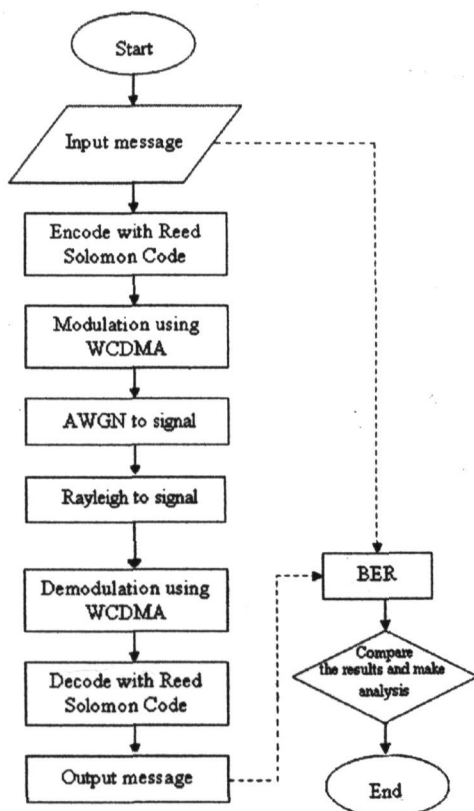 Start
Input message
Encode with Reed
Solomon Code
Modulation using
WCDMA
AWGN to signal
Rayleigh to signal
Demodulation using
WCDMA
Decode with Reed
Solomon Code
Output message
BER
Compare
the results and make
analysis
End